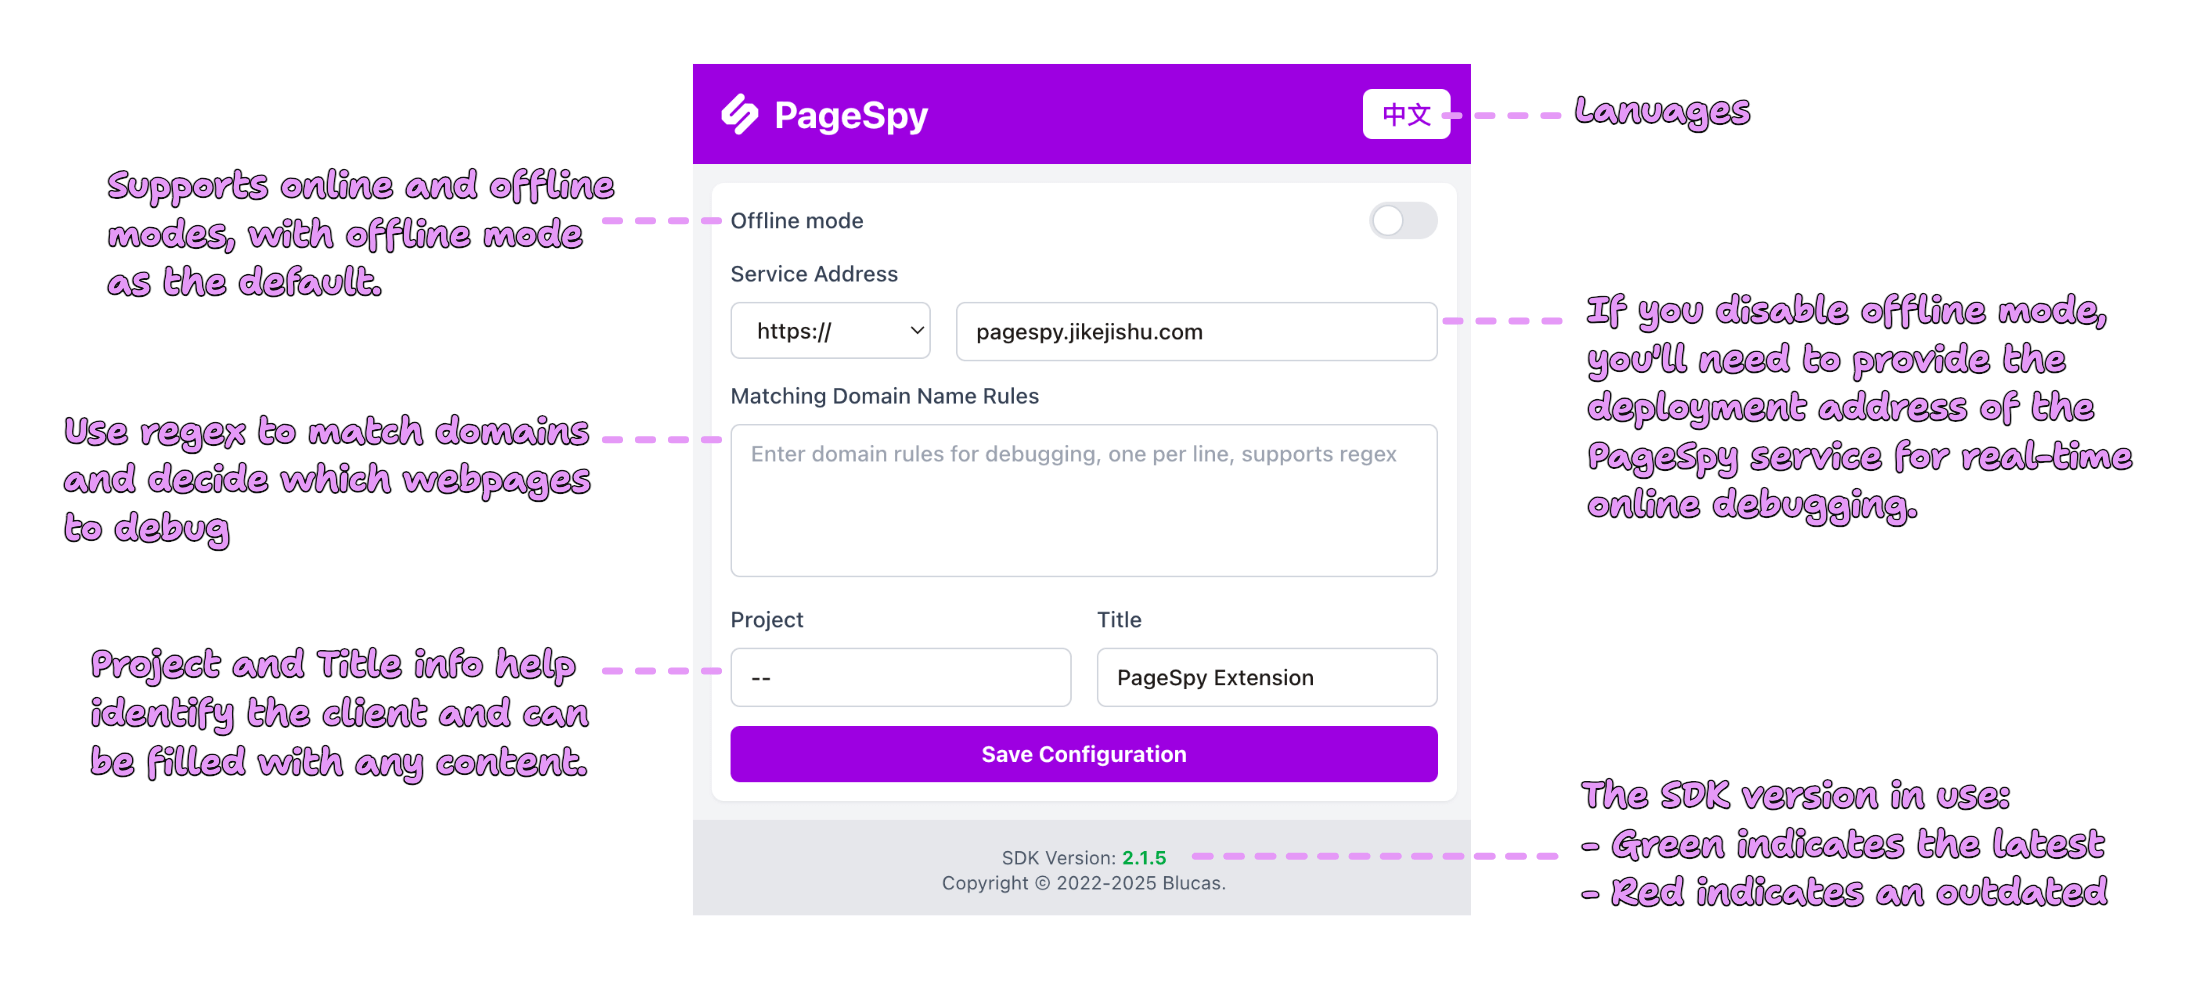 PageSpy
中文
Lanuages
Supports online and offline
modes, with offline mode
as the default.
Offline mode
Service Address
https://
pagespy.jikejishu.com
If you disable offline mode,
you'll need to provide the
deployment address of the
PageSpy service for real-time
online debugging.
Matching Domain Name Rules
Enter domain rules for debugging, one per line, supports regex
Use regex to match domains
and decide which webpages
to debug
Project
Title
--
PageSpy Extension
Project and Title info help
identify the client and can
be filled with any content.
Save Configuration
SDK Version: 2.1.5
Copyright © 2022-2025 Blucas.
The SDK version in use:
- Green indicates the latest
- Red indicates an outdated